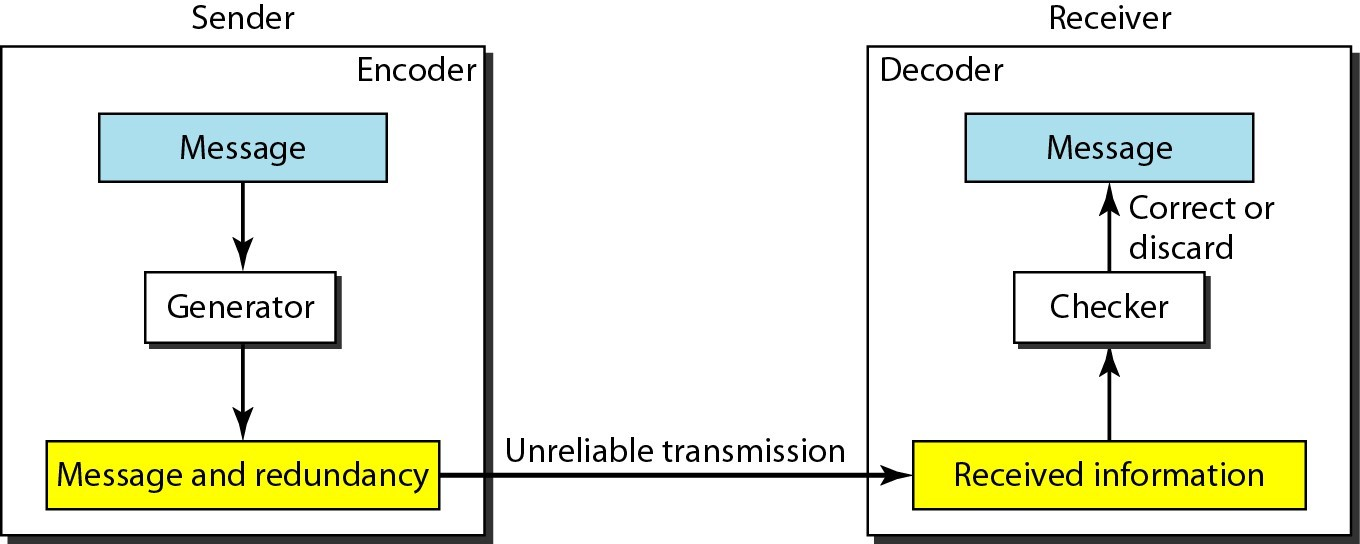 Sender
Encoder
Message
Generator
Message and redundancy
Unreliable transmission
Receiver
Decoder
Message
Correct or
discard
Checker
Received information